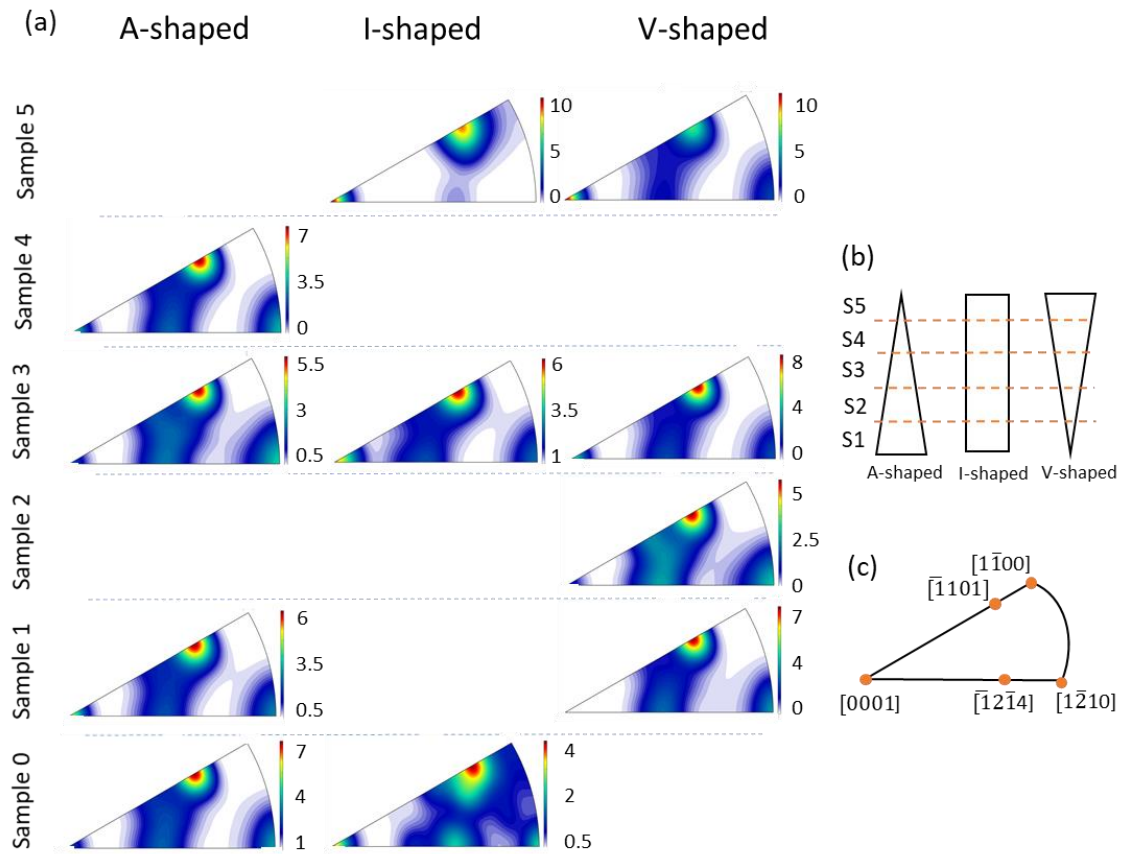 (a)
A-shaped I-shaped V-shaped
Sample 5
10
5
0
10
5
0
Sample 4
7
3.5
0
Sample 3
5.5
3
0.5
6
3.5
1
8
4
0
Sample 2
5
2.5
0
Sample 1
6
3.5
0.5
7
4
0
Sample 0
7
4
1
4
2
0.5
(b)
S5
S4
S3
S2
S1
A-shaped I-shaped V-shaped
(c)
[11̅00]
[1̅101]
[0001] [1̅21̅4] [12̅10]